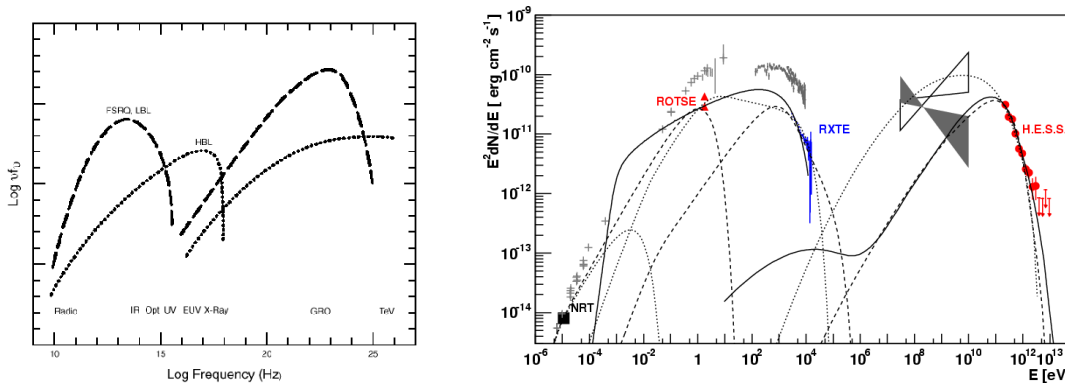 Log νfν
FSRQ, LBL
HBL
Radio IR Opt UV EUV X-Ray GRO TeV
10 15 20 25
Log Frequency (Hz)
E²dN/dE [ erg cm⁻² s⁻¹ ]
10⁻⁹
10⁻¹⁰
10⁻¹¹
10⁻¹²
10⁻¹³
10⁻¹⁴
ROTSE
RXTE
H.E.S.S.
NRT
10⁻⁶ 10⁻⁴ 10⁻² 1 10² 10⁴ 10⁶ 10⁸ 10¹⁰ 10¹² 10¹⁴
E [eV]